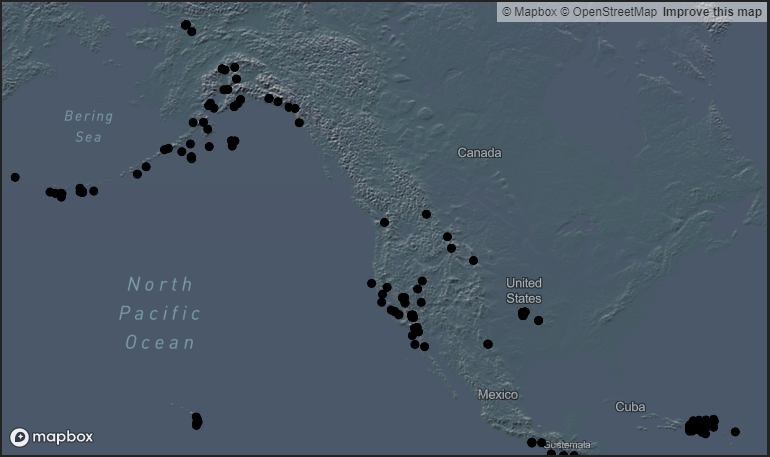 © Mapbox © OpenStreetMap Improve this map
Bering
Sea
Canada
North
Pacific
Ocean
United
States
Mexico
Cuba
Guatemala
mapbox